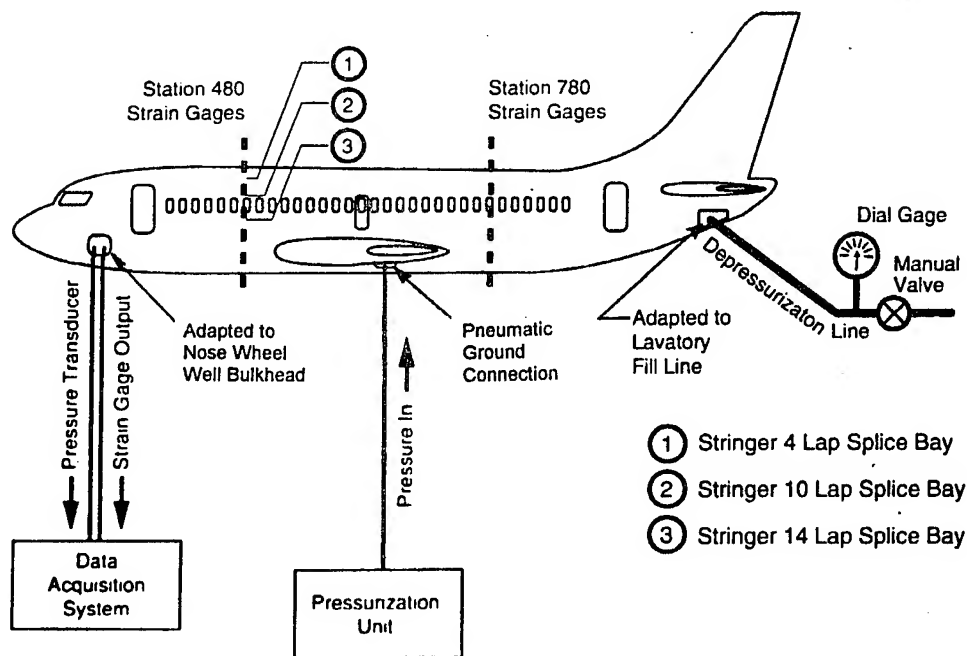 1
Station 480
Strain Gages
2
3
Station 780
Strain Gages
Dial Gage
Manual
Valve
Depressurizaton Line
Adapted to
Nose Wheel
Well Bulkhead
Pneumatic
Ground
Connection
Adapted to
Lavatory
Fill Line
Pressure Transducer
Strain Gage Output
Pressure In
1 Stringer 4 Lap Splice Bay
2 Stringer 10 Lap Splice Bay
3 Stringer 14 Lap Splice Bay
Data
Acquisition
System
Pressurization
Unit